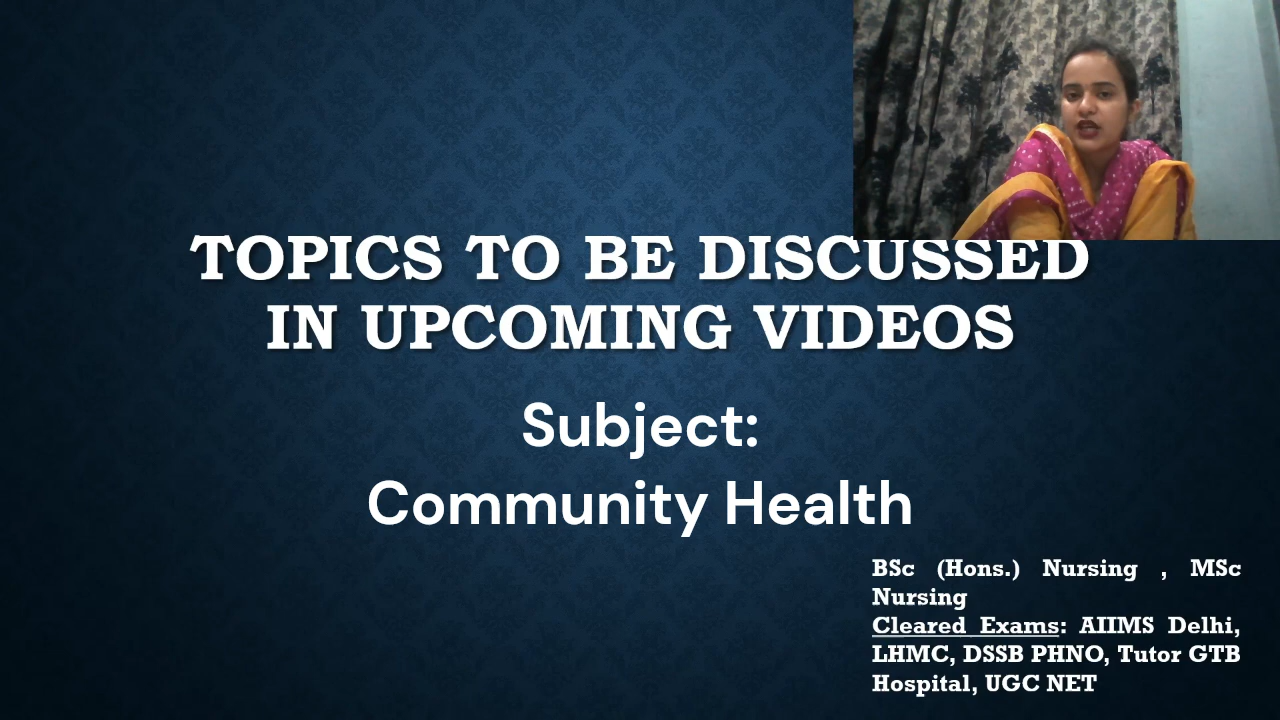 TOPICS TO BE DISCUSSED
IN UPCOMING VIDEOS
Subject:
Community Health
BSc (Hons.) Nursing , MSc
Nursing
Cleared Exams: AIIMS Delhi,
LHMC, DSSB PHNO, Tutor GTB
Hospital, UGC NET